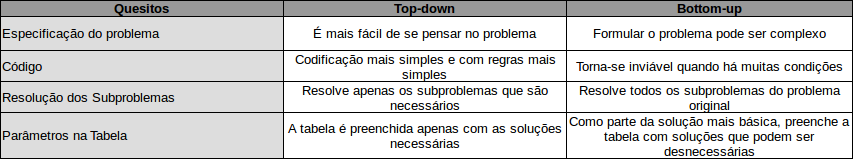 Quesitos Top-down Bottom-up
Especificação do problema É mais fácil de se pensar no problema Formular o problema pode ser complexo
Código Codificação mais simples e com regras mais simples Torna-se inviável quando há muitas condições
Resolução dos Subproblemas Resolve apenas os subproblemas que são necessários Resolve todos os subproblemas do problema original
Parâmetros na Tabela A tabela é preenchida apenas com as soluções necessárias Como parte da solução mais básica, preenche a tabela com soluções que podem ser desnecessárias